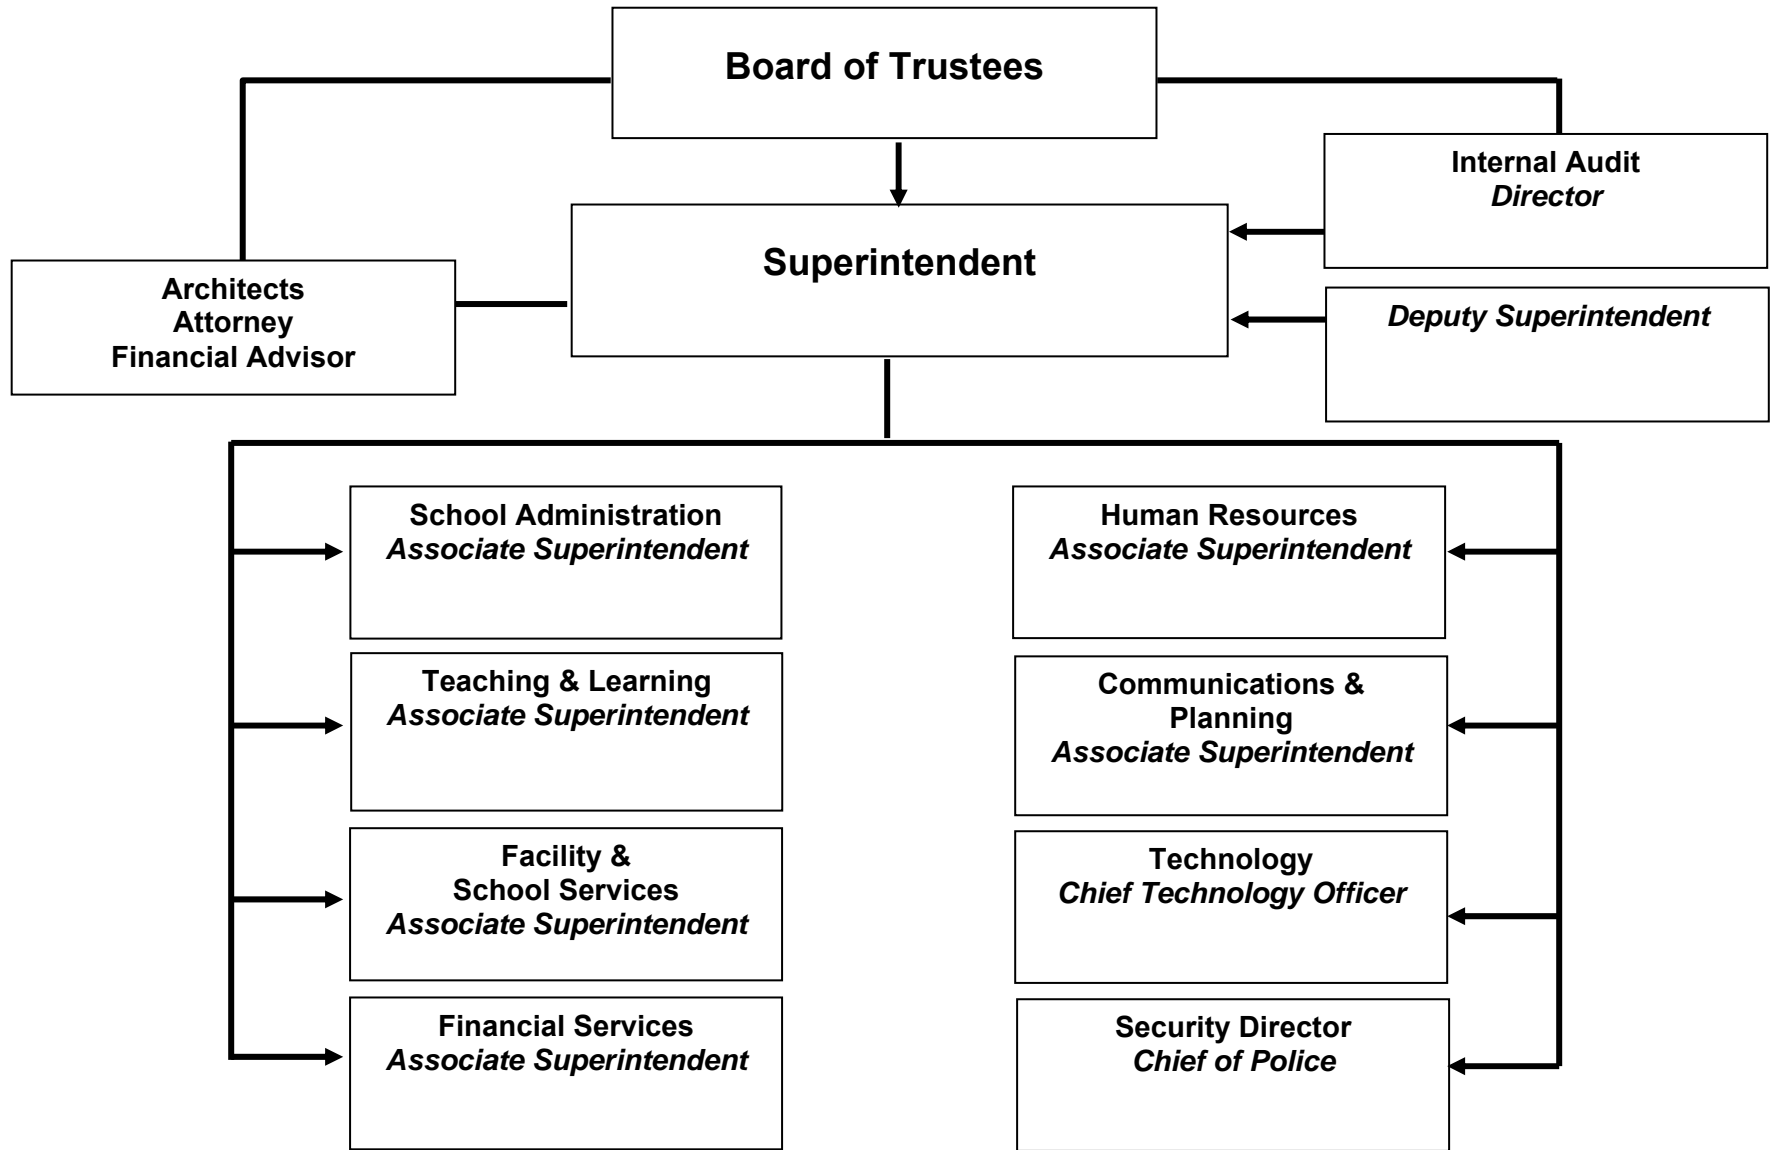 Board of Trustees
Internal Audit
Director
Superintendent
Architects
Attorney
Financial Advisor
Deputy Superintendent
School Administration
Associate Superintendent
Human Resources
Associate Superintendent
Teaching & Learning
Associate Superintendent
Communications &
Planning
Associate Superintendent
Facility &
School Services
Associate Superintendent
Technology
Chief Technology Officer
Financial Services
Associate Superintendent
Security Director
Chief of Police